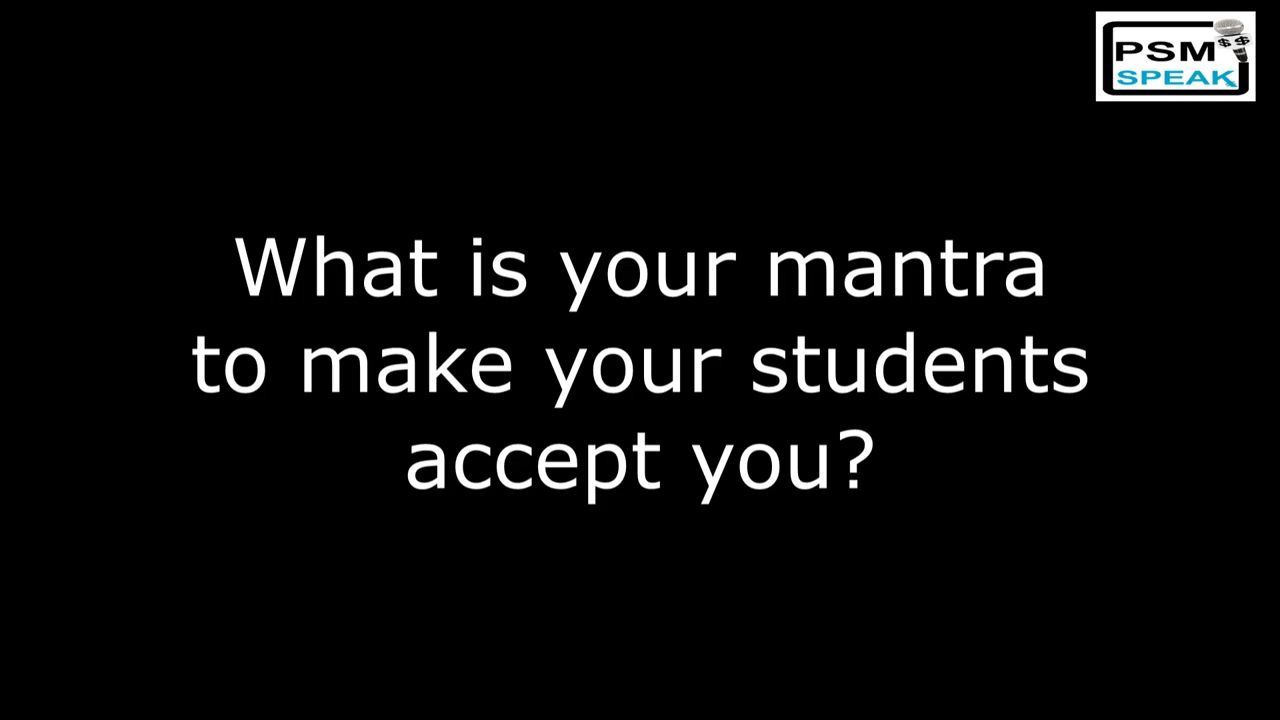 PSM
$$
SPEAK
What is your mantra
to make your students
accept you?